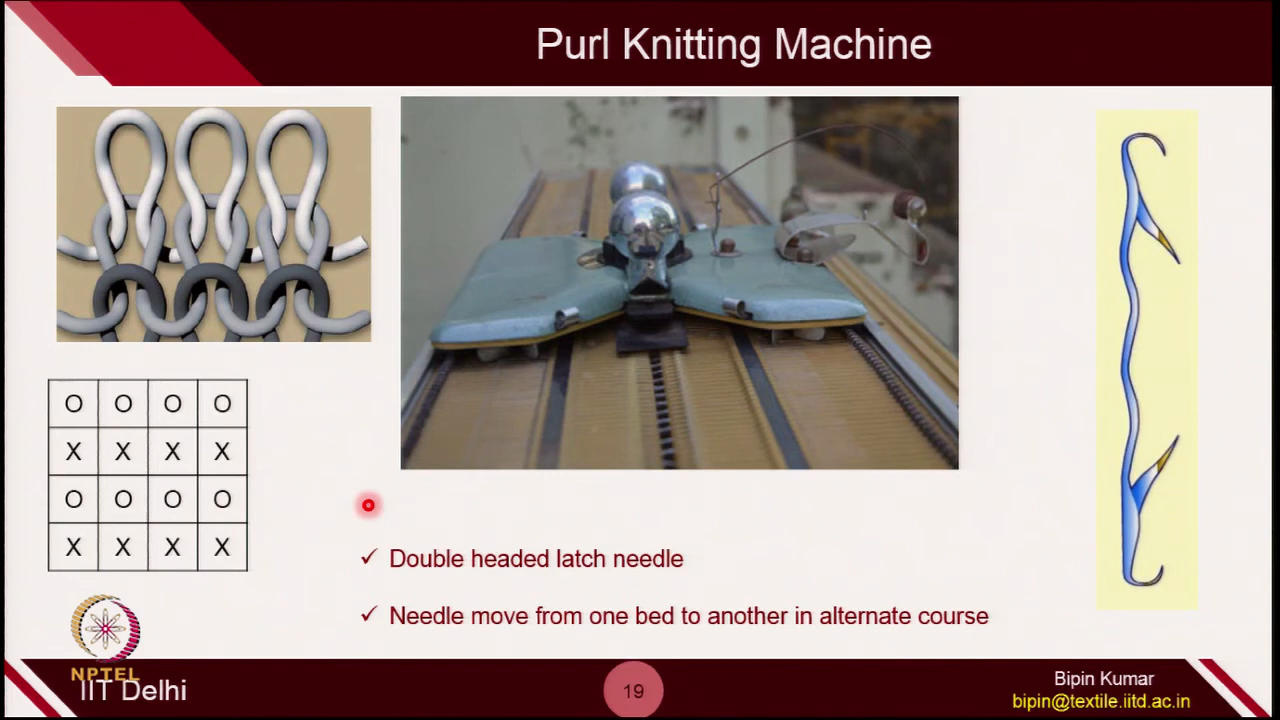 Purl Knitting Machine
O O O O
X X X X
O O O O
X X X X
✓ Double headed latch needle
✓ Needle move from one bed to another in alternate course
NPTEL
IIT Delhi
19
Bipin Kumar
bipin@textile.iitd.ac.in